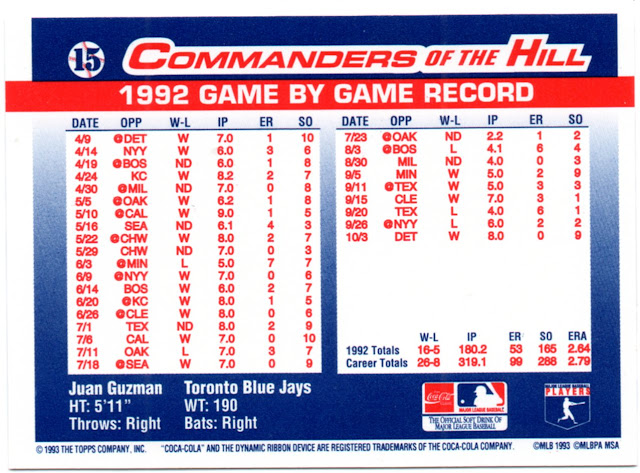 15 COMMANDERS OF THE HILL
1992 GAME BY GAME RECORD
DATE OPP W-L IP ER SO
4/9 @DET W 7.0 1 10
4/14 NYY W 6.0 3 6
4/19 @BOS ND 6.0 1 8
4/24 KC W 8.2 2 7
4/30 @MIL ND 7.0 0 8
5/5 @OAK W 6.2 1 8
5/10 @CAL W 9.0 1 5
5/16 SEA ND 6.1 4 3
5/22 @CHW W 8.0 2 7
5/29 CHW ND 7.0 0 3
6/3 @MIN L 5.0 7 7
6/9 @NYY W 7.0 0 6
6/14 BOS W 6.0 2 7
6/20 @KC W 8.0 1 5
6/26 @CLE W 8.0 0 6
7/1 TEX ND 8.0 2 9
7/6 CAL W 7.0 0 10
7/11 OAK L 7.0 3 7
7/18 @SEA W 7.0 0 9
DATE OPP W-L IP ER SO
7/23 @OAK ND 2.2 1 2
8/3 @BOS L 4.1 6 4
8/30 MIL ND 4.0 0 3
9/5 MIN W 5.0 2 9
9/11 @TEX W 5.0 3 3
9/15 CLE W 7.0 3 1
9/20 TEX L 4.0 6 1
9/26 @NYY L 6.0 2 2
10/3 DET W 8.0 0 9
W-L IP ER SO ERA
1992 Totals 16-5 180.2 53 165 2.64
Career Totals 26-8 319.1 99 288 2.79
Juan Guzman Toronto Blue Jays
HT: 5'11" WT: 190
Throws: Right Bats: Right
Coca-Cola
MAJOR LEAGUE BASEBALL
THE OFFICIAL SOFT DRINK OF
MAJOR LEAGUE BASEBALL
MAJOR LEAGUE BASEBALL
PLAYERS
© 1993 THE TOPPS COMPANY, INC. "COCA-COLA" AND THE DYNAMIC RIBBON DEVICE ARE REGISTERED TRADEMARKS OF THE COCA-COLA COMPANY. ©MLB 1993 ©MLBPA MSA